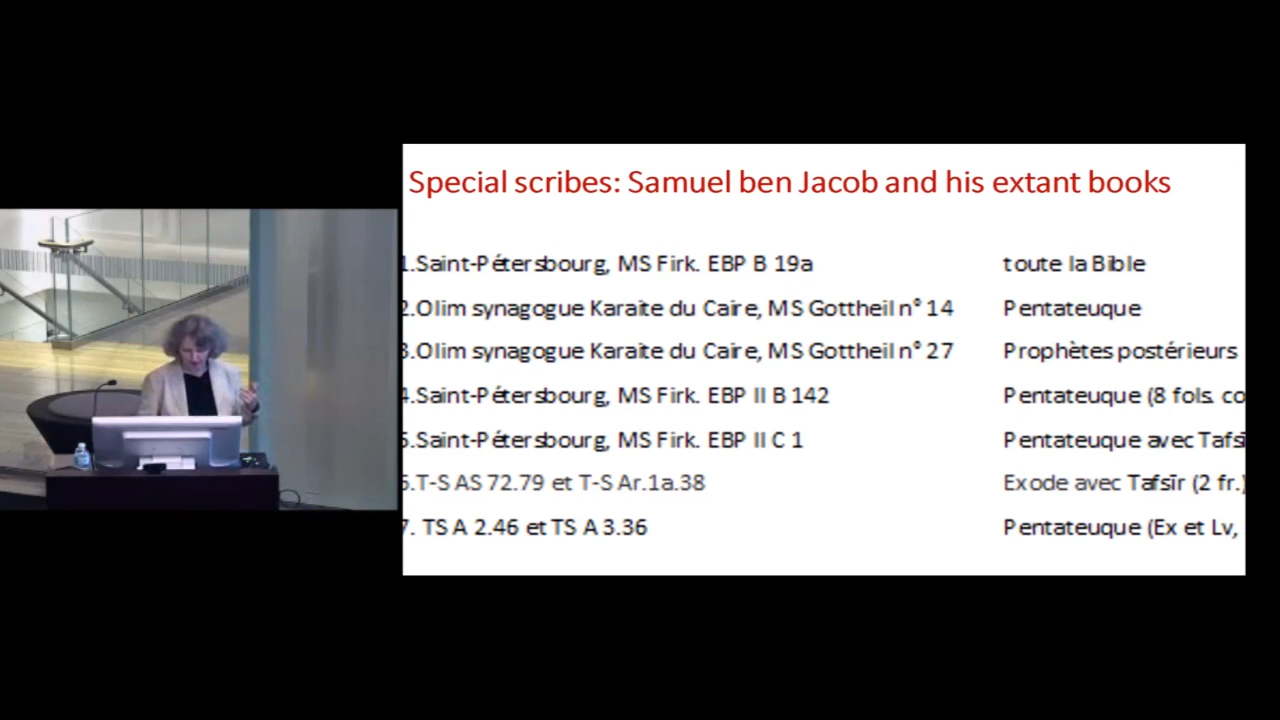 Special scribes: Samuel ben Jacob and his extant books
1.Saint-Pétersbourg, MS Firk. EBP B 19a toute la Bible
2.Olim synagogue Karaïte du Caire, MS Gottheil n° 14 Pentateuque
3.Olim synagogue Karaïte du Caire, MS Gottheil n° 27 Prophètes postérieurs
4.Saint-Pétersbourg, MS Firk. EBP II B 142 Pentateuque (8 fols. co
5.Saint-Pétersbourg, MS Firk. EBP II C 1 Pentateuque avec Tafsī
6.T-S AS 72.79 et T-S Ar.1a.38 Exode avec Tafsīr (2 fr.)
7. TS A 2.46 et TS A 3.36 Pentateuque (Ex et Lv,